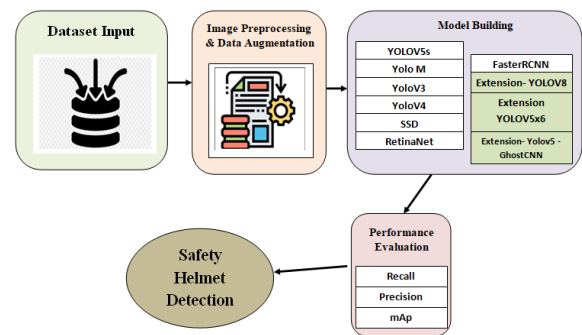 Dataset Input
Image Preprocessing
& Data Augmentation
Model Building
YOLOV5s
Yolo M
YoloV3
YoloV4
SSD
RetinaNet
FasterRCNN
Extension- YOLOV8
Extension
YOLOV5x6
Extension- Yolov5 -
GhostCNN
Performance
Evaluation
Recall
Precision
mAp
Safety
Helmet
Detection